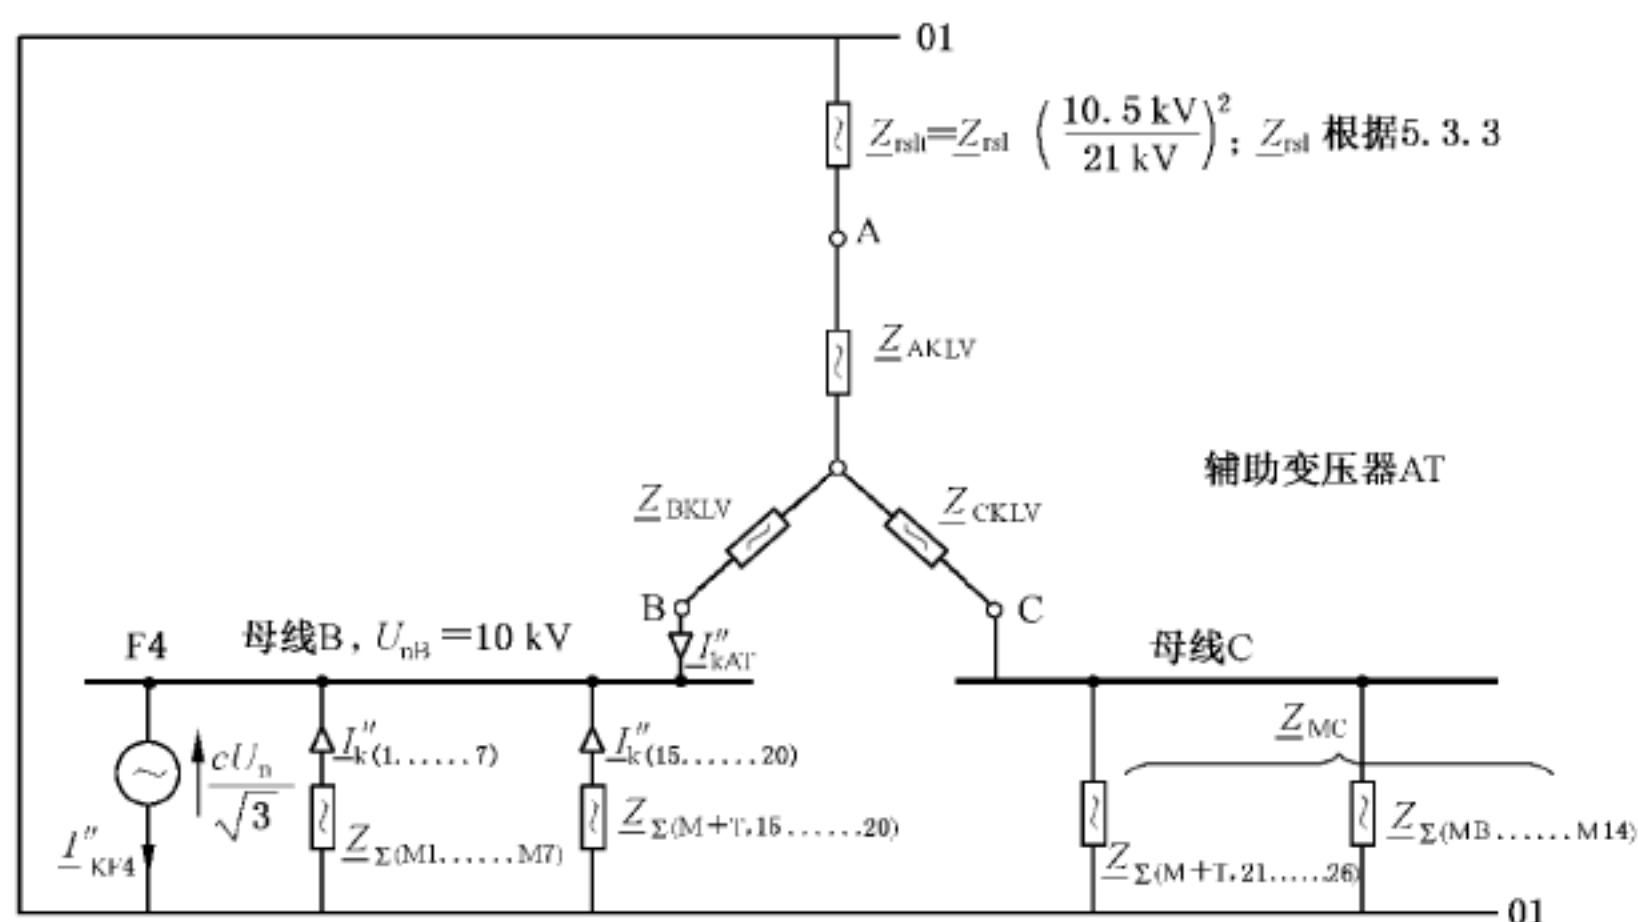 01
Z_rslt=Z_rsl (10.5 kV/21 kV)²; Z_rsl 根据5.3.3
A
Z_AKLV
辅助变压器AT
Z_BKLV
Z_CKLV
B
C
F4
母线B, U_nB=10 kV
I″_kAT
母线C
cU_n/√3
I″_k(1......7)
I″_k(15......20)
Z_MC
I″_KF4
Z_Σ(M1......M7)
Z_Σ(M+T.15......20)
Z_Σ(M+T.21......26)
Z_Σ(MB......M14)
01